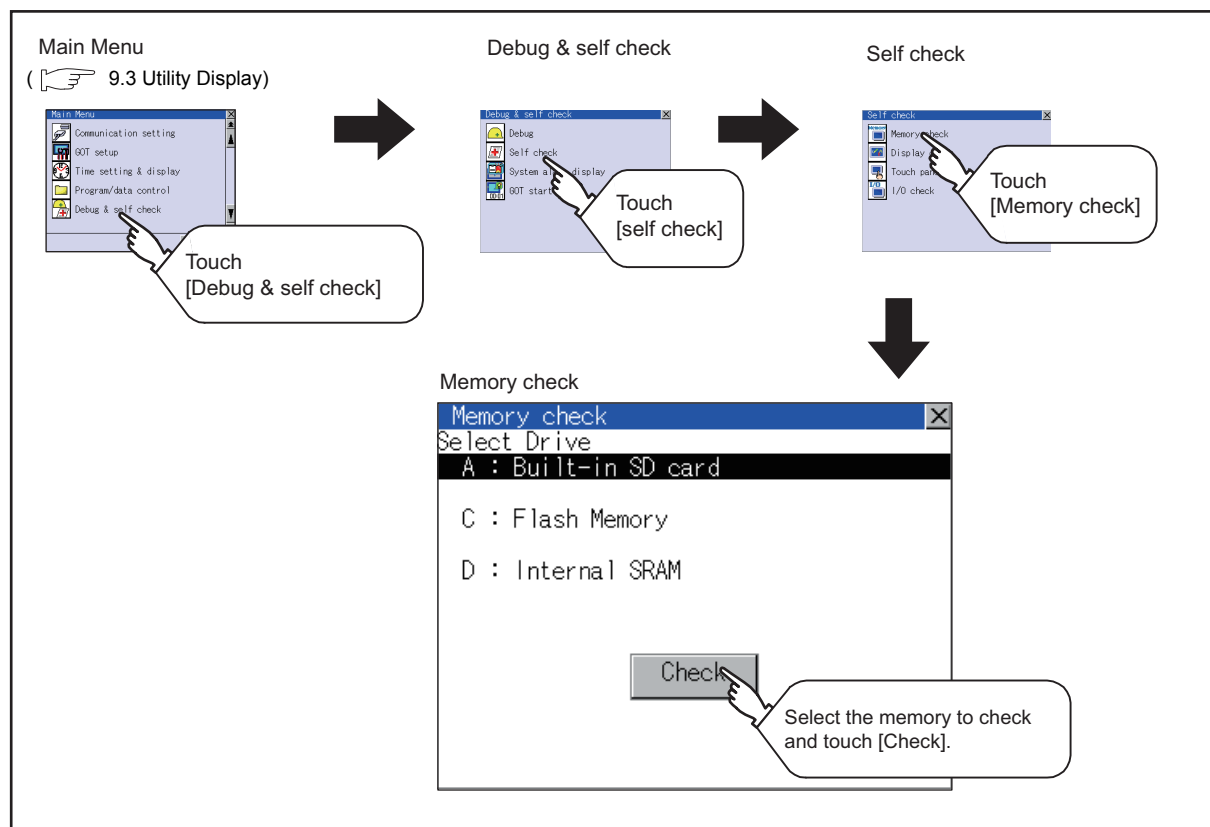 Main Menu
( 9.3 Utility Display)
Main Menu
Communication setting
GOT setup
Time setting & display
Program/data control
Debug & self check
Touch
[Debug & self check]
Debug & self check
Debug & self check
Debug
Self check
System display
GOT start
Touch
[self check]
Self check
Self check
Memory check
Display
Touch
I/O check
Touch
[Memory check]
Memory check
Memory check
Select Drive
A : Built-in SD card
C : Flash Memory
D : Internal SRAM
Check
Select the memory to check
and touch [Check].